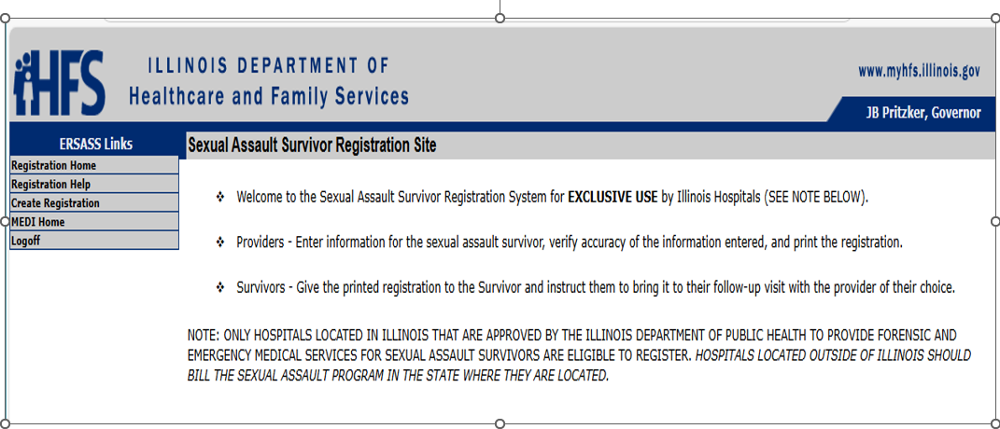 HFS
ILLINOIS DEPARTMENT OF
Healthcare and Family Services
www.myhfs.illinois.gov
JB Pritzker, Governor
ERSASS Links
Registration Home
Registration Help
Create Registration
MEDI Home
Logoff
Sexual Assault Survivor Registration Site
❖ Welcome to the Sexual Assault Survivor Registration System for EXCLUSIVE USE by Illinois Hospitals (SEE NOTE BELOW).
❖ Providers - Enter information for the sexual assault survivor, verify accuracy of the information entered, and print the registration.
❖ Survivors - Give the printed registration to the Survivor and instruct them to bring it to their follow-up visit with the provider of their choice.
NOTE: ONLY HOSPITALS LOCATED IN ILLINOIS THAT ARE APPROVED BY THE ILLINOIS DEPARTMENT OF PUBLIC HEALTH TO PROVIDE FORENSIC AND
EMERGENCY MEDICAL SERVICES FOR SEXUAL ASSAULT SURVIVORS ARE ELIGIBLE TO REGISTER. HOSPITALS LOCATED OUTSIDE OF ILLINOIS SHOULD
BILL THE SEXUAL ASSAULT PROGRAM IN THE STATE WHERE THEY ARE LOCATED.